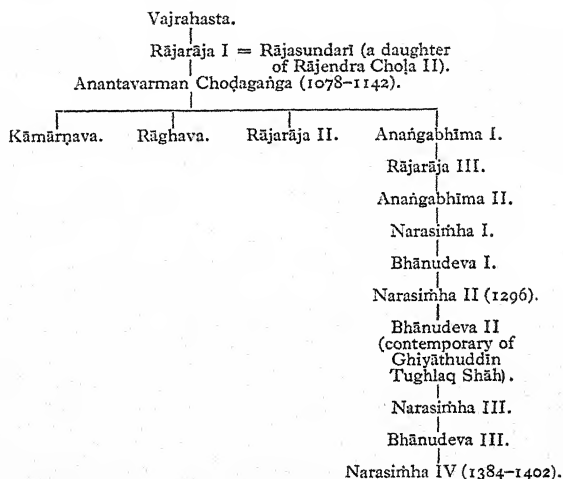 Vajrahasta.
Rājarāja I = Rājasundarī (a daughter
of Rājendra Choḷa II).
Anantavarman Choḍagaṅga (1078–1142).
Kāmārṇava. Rāghava. Rājarāja II. Anaṅgabhīma I.
Rājarāja III.
Anaṅgabhīma II.
Narasiṁha I.
Bhānudeva I.
Narasiṁha II (1296).
Bhānudeva II
(contemporary of
Ghiyāthuddīn
Tughlaq Shāh).
Narasiṁha III.
Bhānudeva III.
Narasiṁha IV (1384–1402).